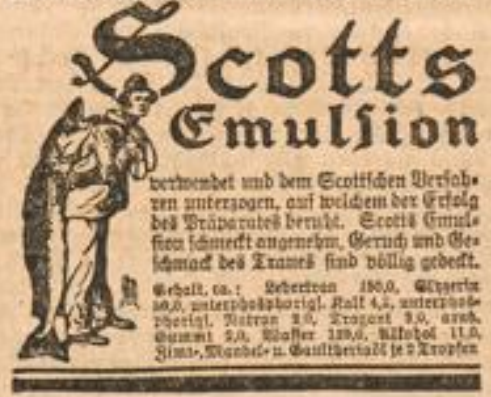 Scotts
Emulsion
verwendet und dem Scottschen Verfah-
ren unterzogen, auf welchem der Erfolg
des Präparates beruht. Scotts Emul-
sion schmeckt angenehm, Geruch und Ge-
schmack des Tranes sind völlig gedeckt.
Gehalt ca.: Lebertran 150,0, Glyzerin
50,0, unterphosphorigs. Kalk 4,3, unterphos-
phorigs. Natron 2,0, Tragant 3,0, arab.
Gummi 2,0, Wasser 129,0, Alkohol 11,0,
Zimt-, Mandel- u. Gaultheriaöl je 2 Tropfen